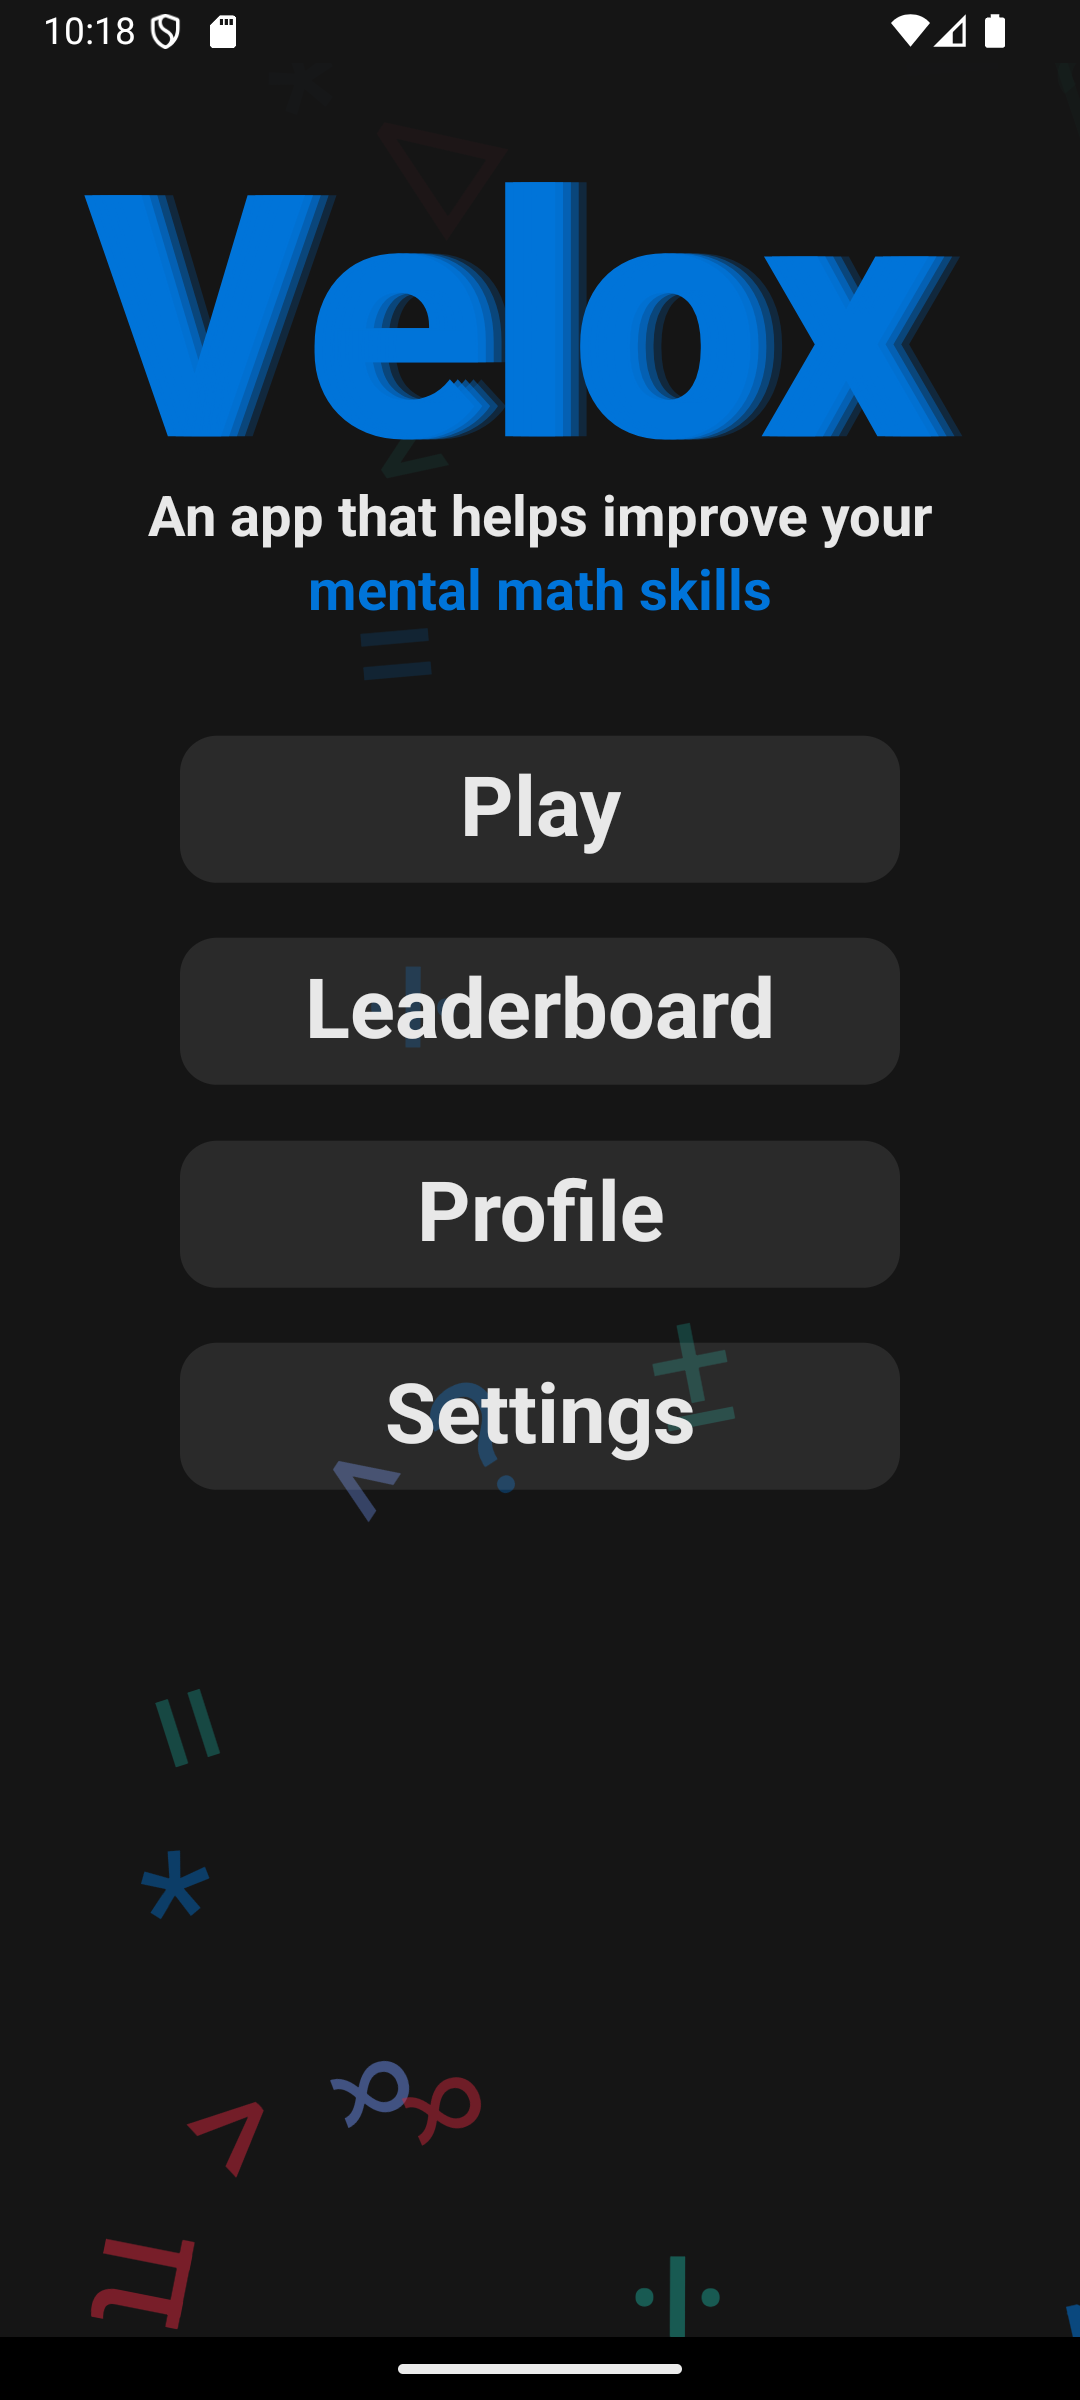 10:18
Velox
An app that helps improve your
mental math skills
Play
Leaderboard
Profile
Settings